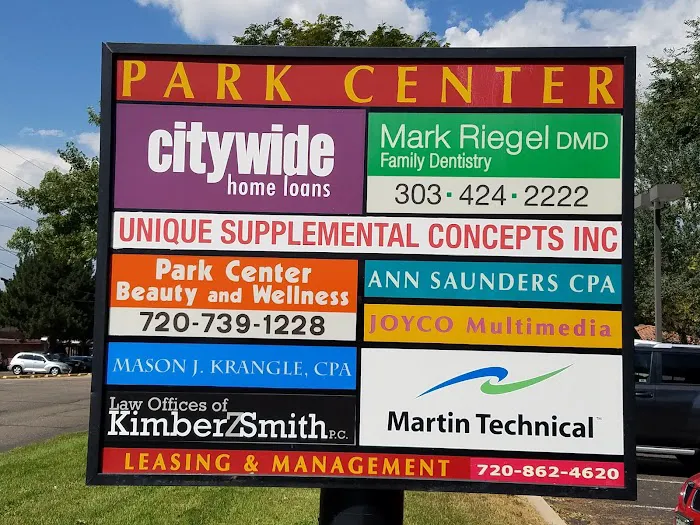 PARK CENTER
citywide
home loans
Mark Riegel DMD
Family Dentistry
303·424·2222
UNIQUE SUPPLEMENTAL CONCEPTS INC
Park Center
Beauty and Wellness
720-739-1228
ANN SAUNDERS CPA
JOYCO Multimedia
MASON J. KRANGLE, CPA
Law Offices of
KimberZSmith P.C.
Martin Technical™
LEASING & MANAGEMENT 720-862-4620